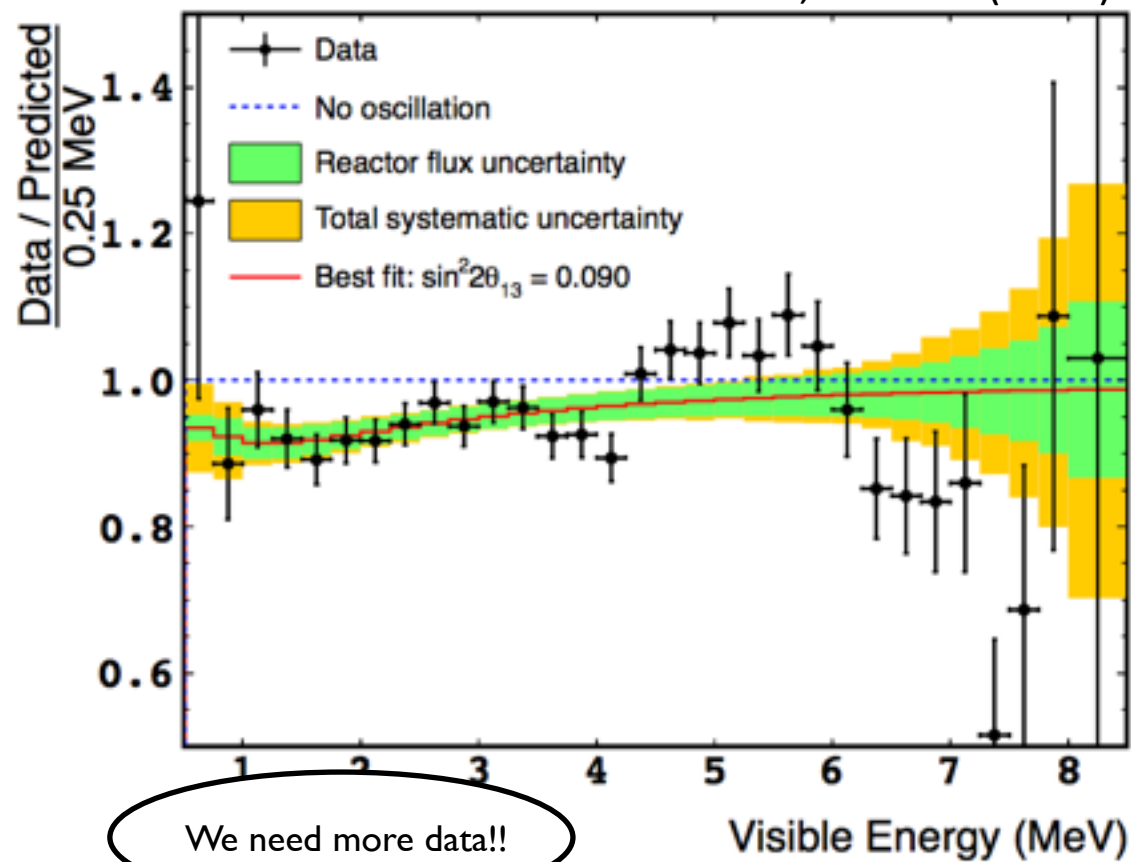 Data / Predicted
0.25 MeV
1.4
1.2
1.0
0.8
0.6
Data
No oscillation
Reactor flux uncertainty
Total systematic uncertainty
Best fit: sin²2θ₁₃ = 0.090
1 2 3 4 5 6 7 8
Visible Energy (MeV)
We need more data!!